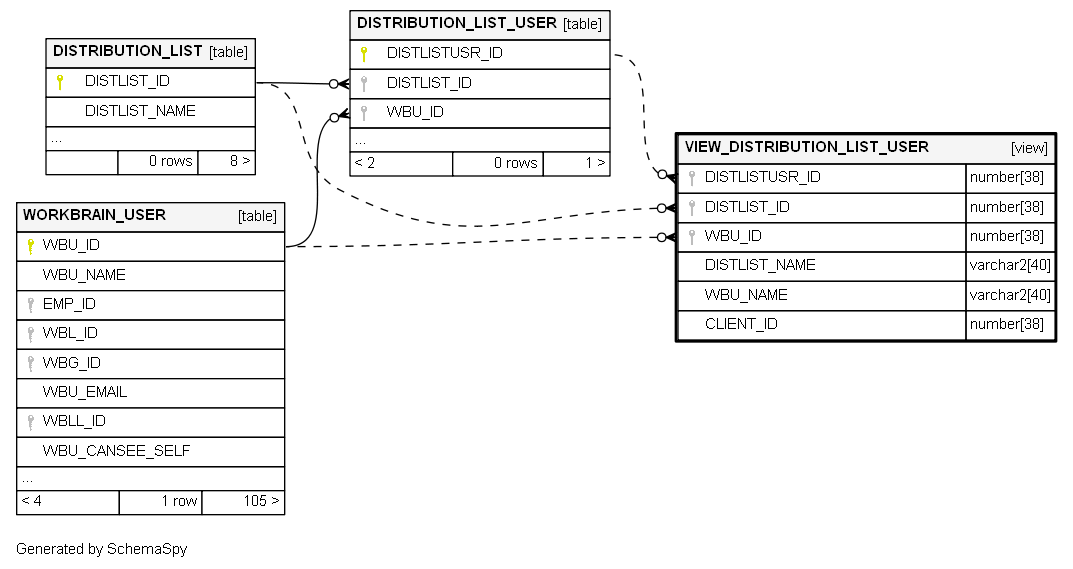 DISTRIBUTION_LIST [table]
DISTLIST_ID
DISTLIST_NAME
...
0 rows 8 >
DISTRIBUTION_LIST_USER [table]
DISTLISTUSR_ID
DISTLIST_ID
WBU_ID
...
< 2 0 rows 1 >
WORKBRAIN_USER [table]
WBU_ID
WBU_NAME
EMP_ID
WBL_ID
WBG_ID
WBU_EMAIL
WBLL_ID
WBU_CANSEE_SELF
...
< 4 1 row 105 >
VIEW_DISTRIBUTION_LIST_USER [view]
DISTLISTUSR_ID number[38]
DISTLIST_ID number[38]
WBU_ID number[38]
DISTLIST_NAME varchar2[40]
WBU_NAME varchar2[40]
CLIENT_ID number[38]
Generated by SchemaSpy